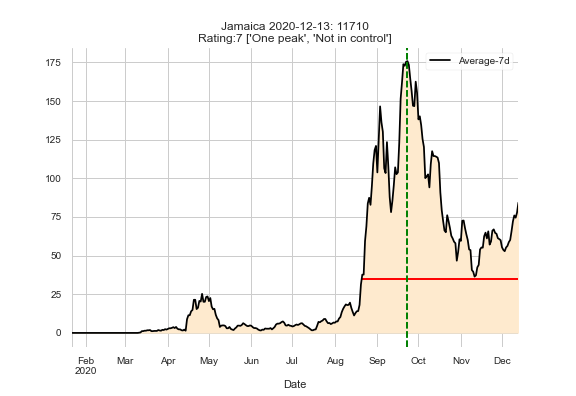 Jamaica 2020-12-13: 11710
Rating:7 ['One peak', 'Not in control']
Average-7d
175
150
125
100
75
50
25
0
Feb Mar Apr May Jun Jul Aug Sep Oct Nov Dec
2020
Date